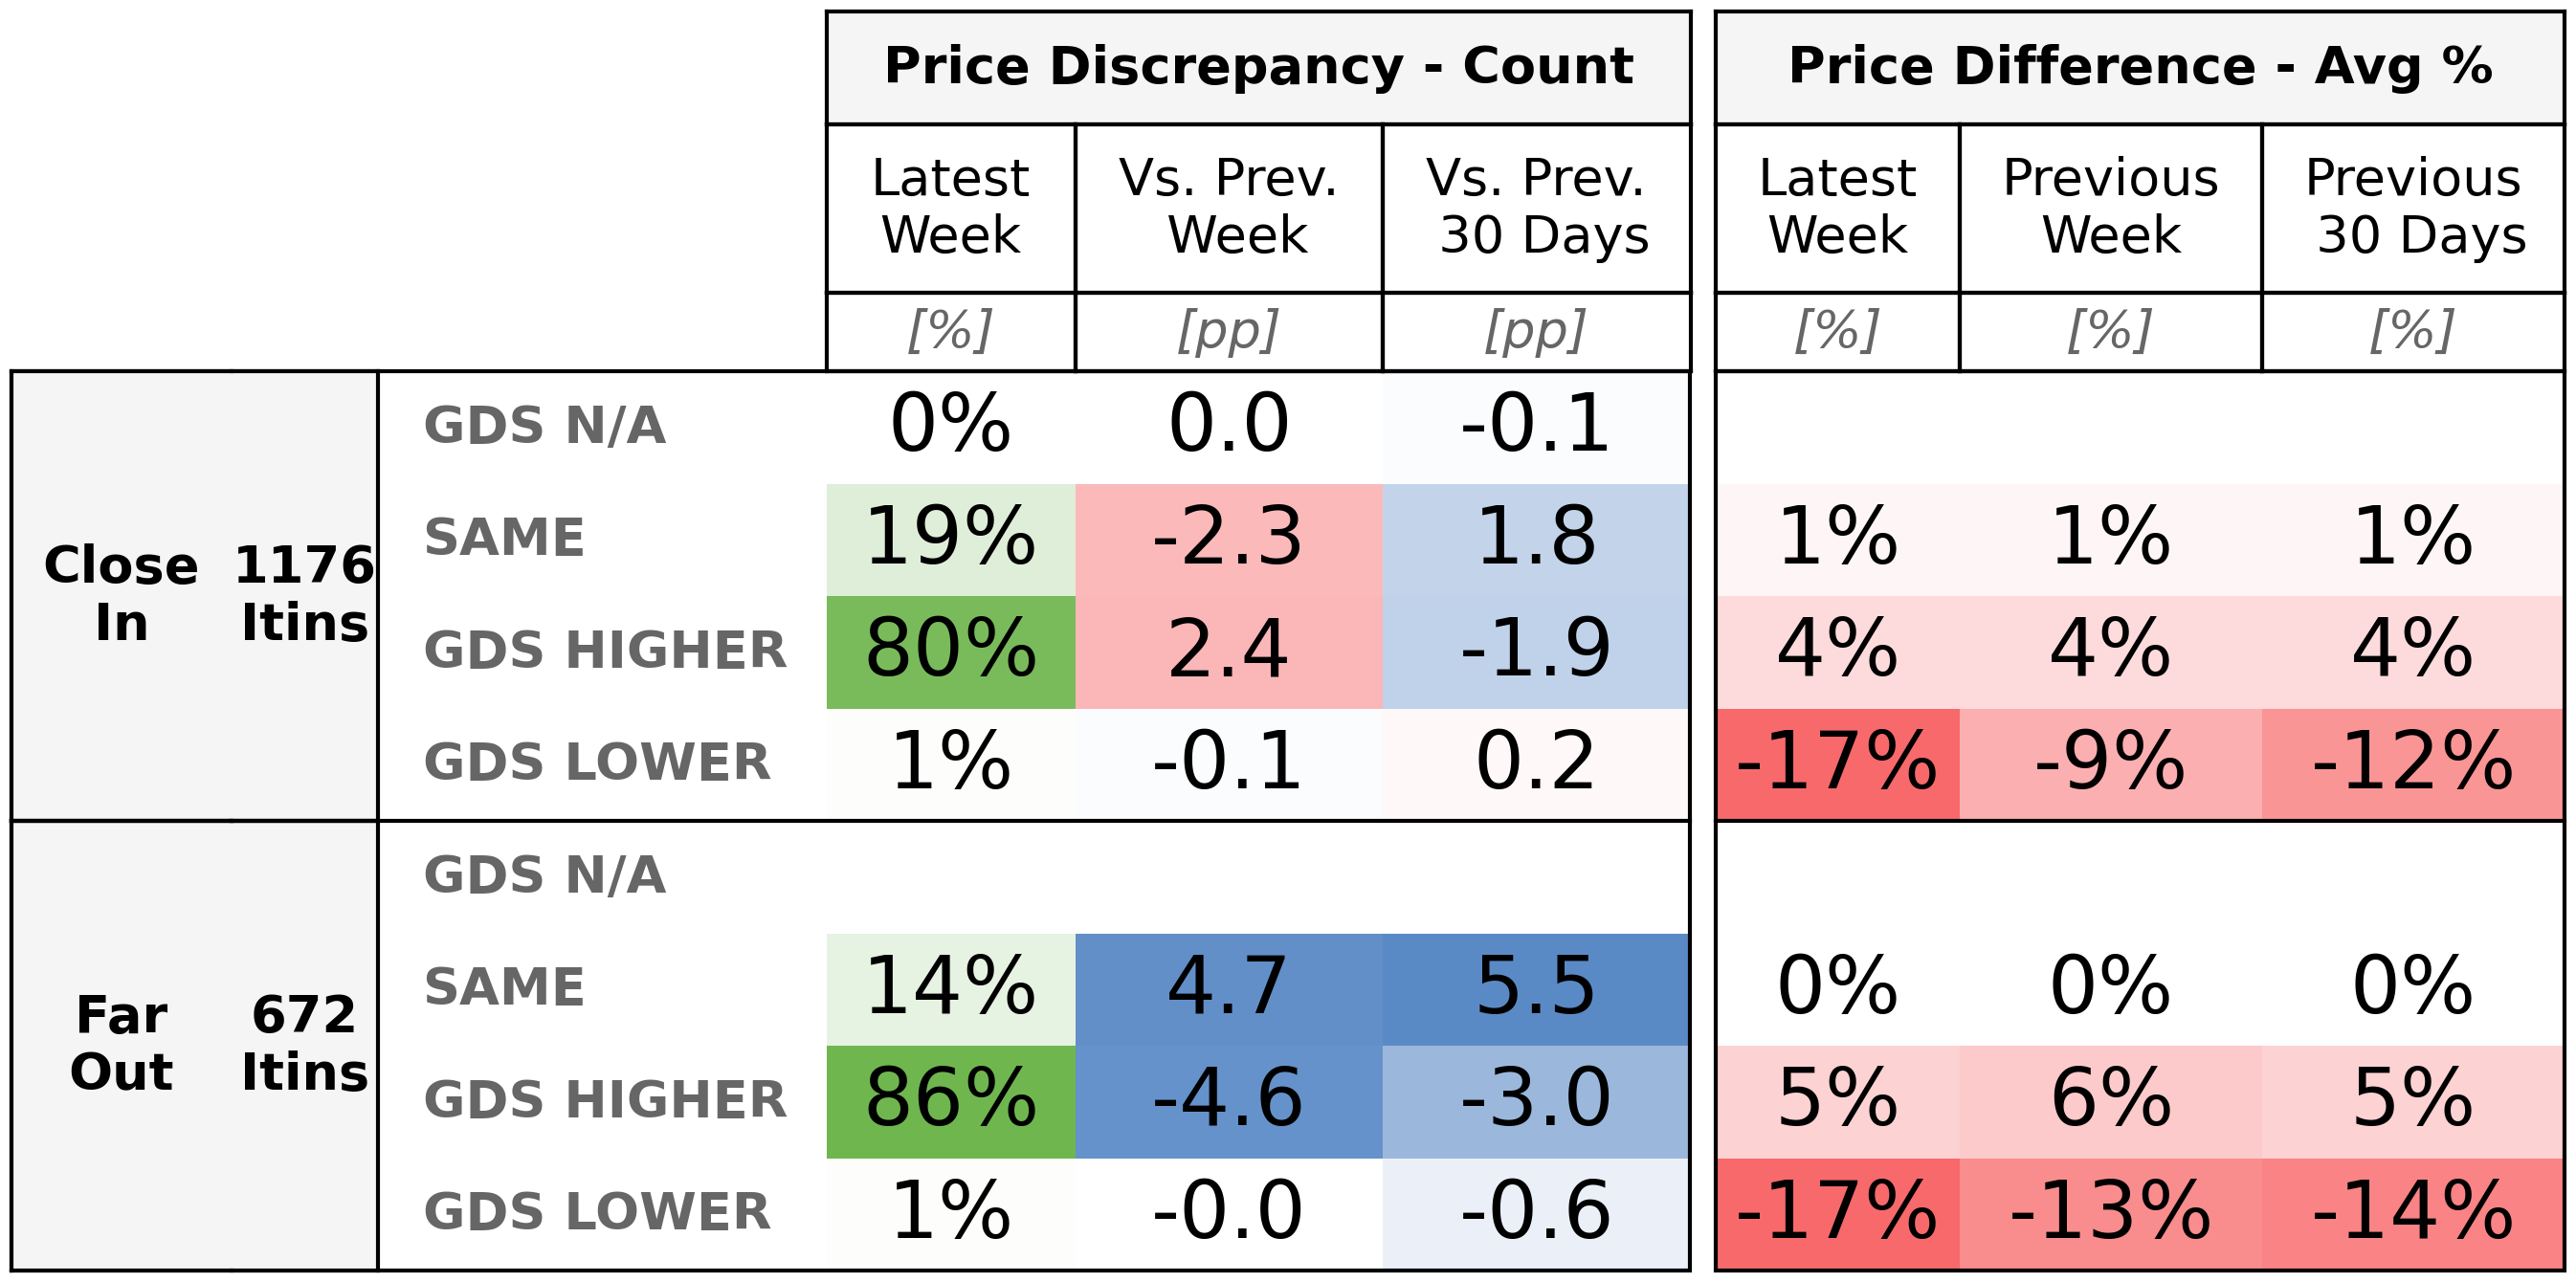 Price Discrepancy - Count Price Difference - Avg %
Latest Week Vs. Prev. Week Vs. Prev. 30 Days Latest Week Previous Week Previous 30 Days
[%] [pp] [pp] [%] [%] [%]
Close In 1176 Itins
GDS N/A 0% 0.0 -0.1
SAME 19% -2.3 1.8 1% 1% 1%
GDS HIGHER 80% 2.4 -1.9 4% 4% 4%
GDS LOWER 1% -0.1 0.2 -17% -9% -12%
Far Out 672 Itins
GDS N/A
SAME 14% 4.7 5.5 0% 0% 0%
GDS HIGHER 86% -4.6 -3.0 5% 6% 5%
GDS LOWER 1% -0.0 -0.6 -17% -13% -14%